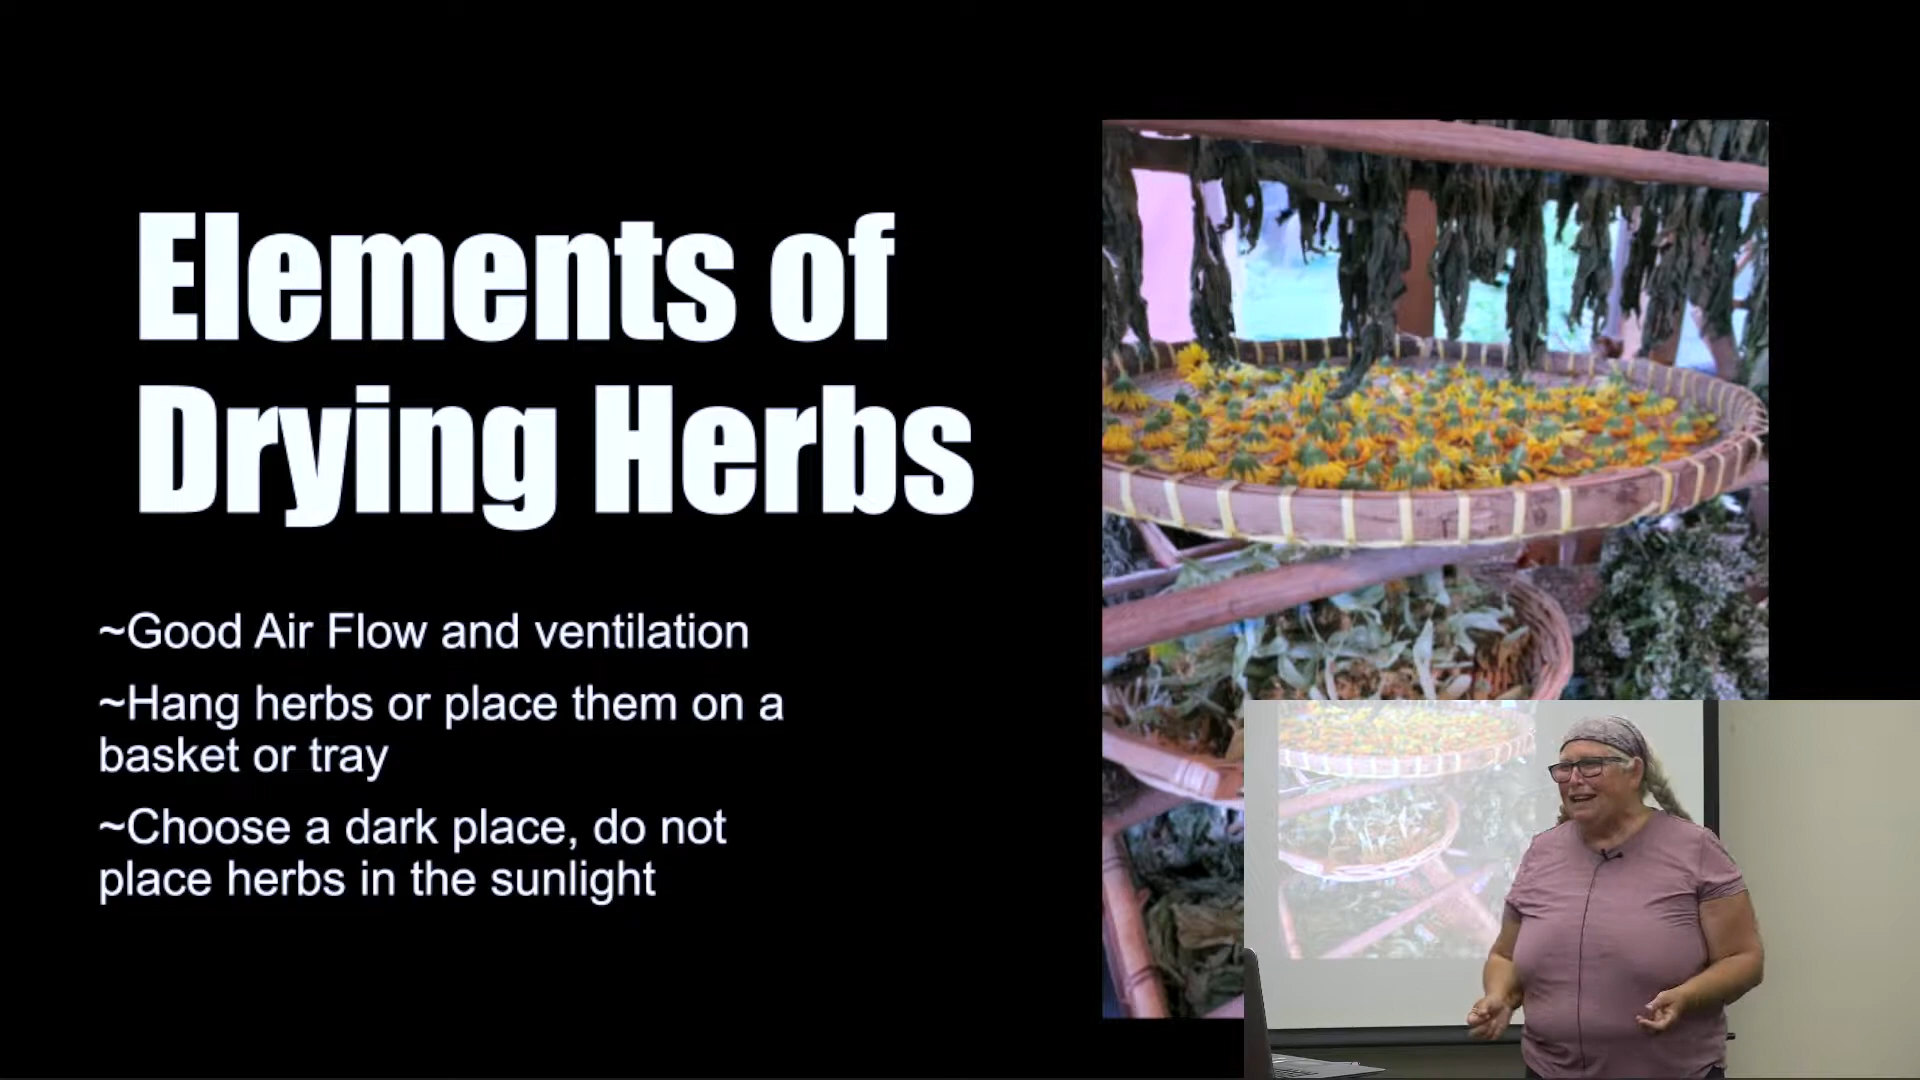 Elements of
Drying Herbs
~Good Air Flow and ventilation
~Hang herbs or place them on a
basket or tray
~Choose a dark place, do not
place herbs in the sunlight